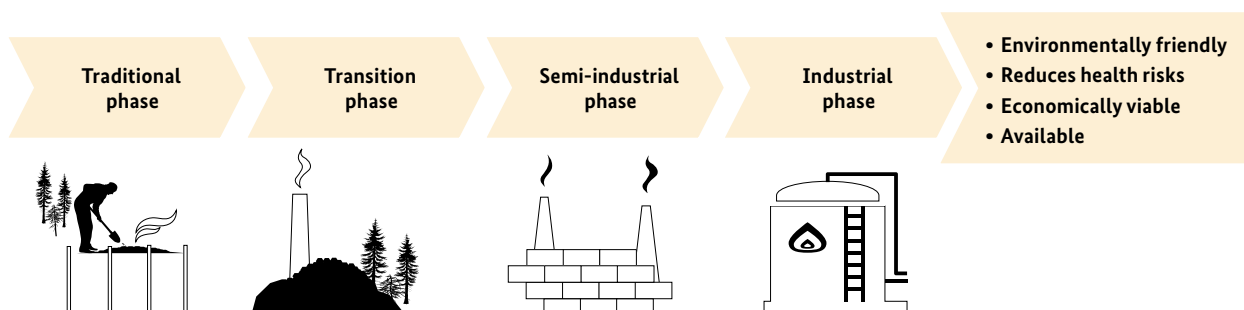 Traditional
phase
Transition
phase
Semi-industrial
phase
Industrial
phase
• Environmentally friendly
• Reduces health risks
• Economically viable
• Available